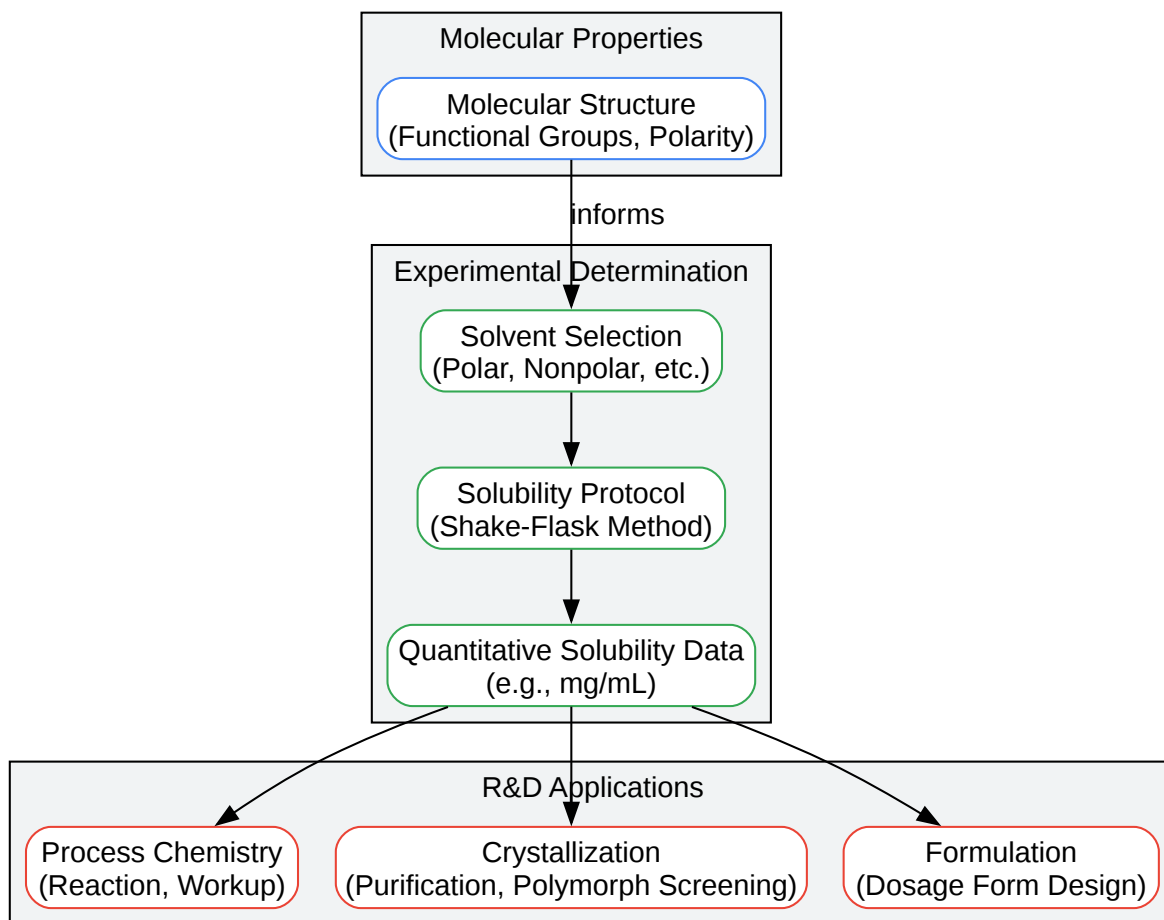 Molecular Properties
Molecular Structure
(Functional Groups, Polarity)
informs
Experimental Determination
Solvent Selection
(Polar, Nonpolar, etc.)
Solubility Protocol
(Shake-Flask Method)
Quantitative Solubility Data
(e.g., mg/mL)
R&D Applications
Process Chemistry
(Reaction, Workup)
Crystallization
(Purification, Polymorph Screening)
Formulation
(Dosage Form Design)